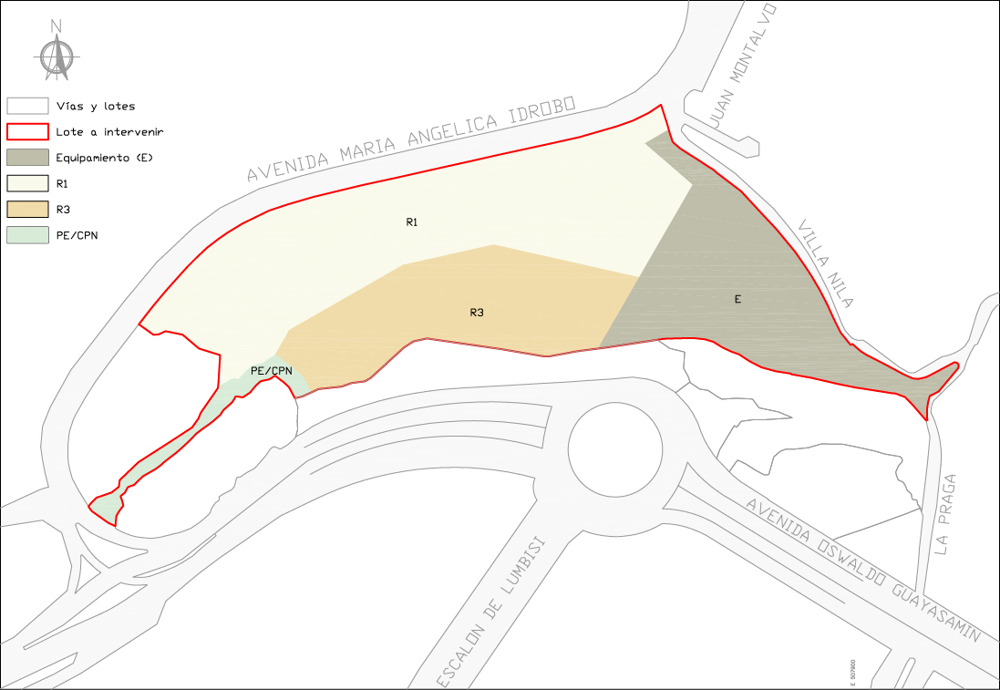 N
JUAN MONTALVO
Vías y lotes
Lote a intervenir
Equipamiento (E)
R1
R3
PE/CPN
AVENIDA MARIA ANGELICA IDROBO
R1
VILLA NILA
E
R3
PE/CPN
LA PRAGA
AVENIDA OSWALDO GUAYASAMIN
ESCALON DE LUMBISI
E 507900